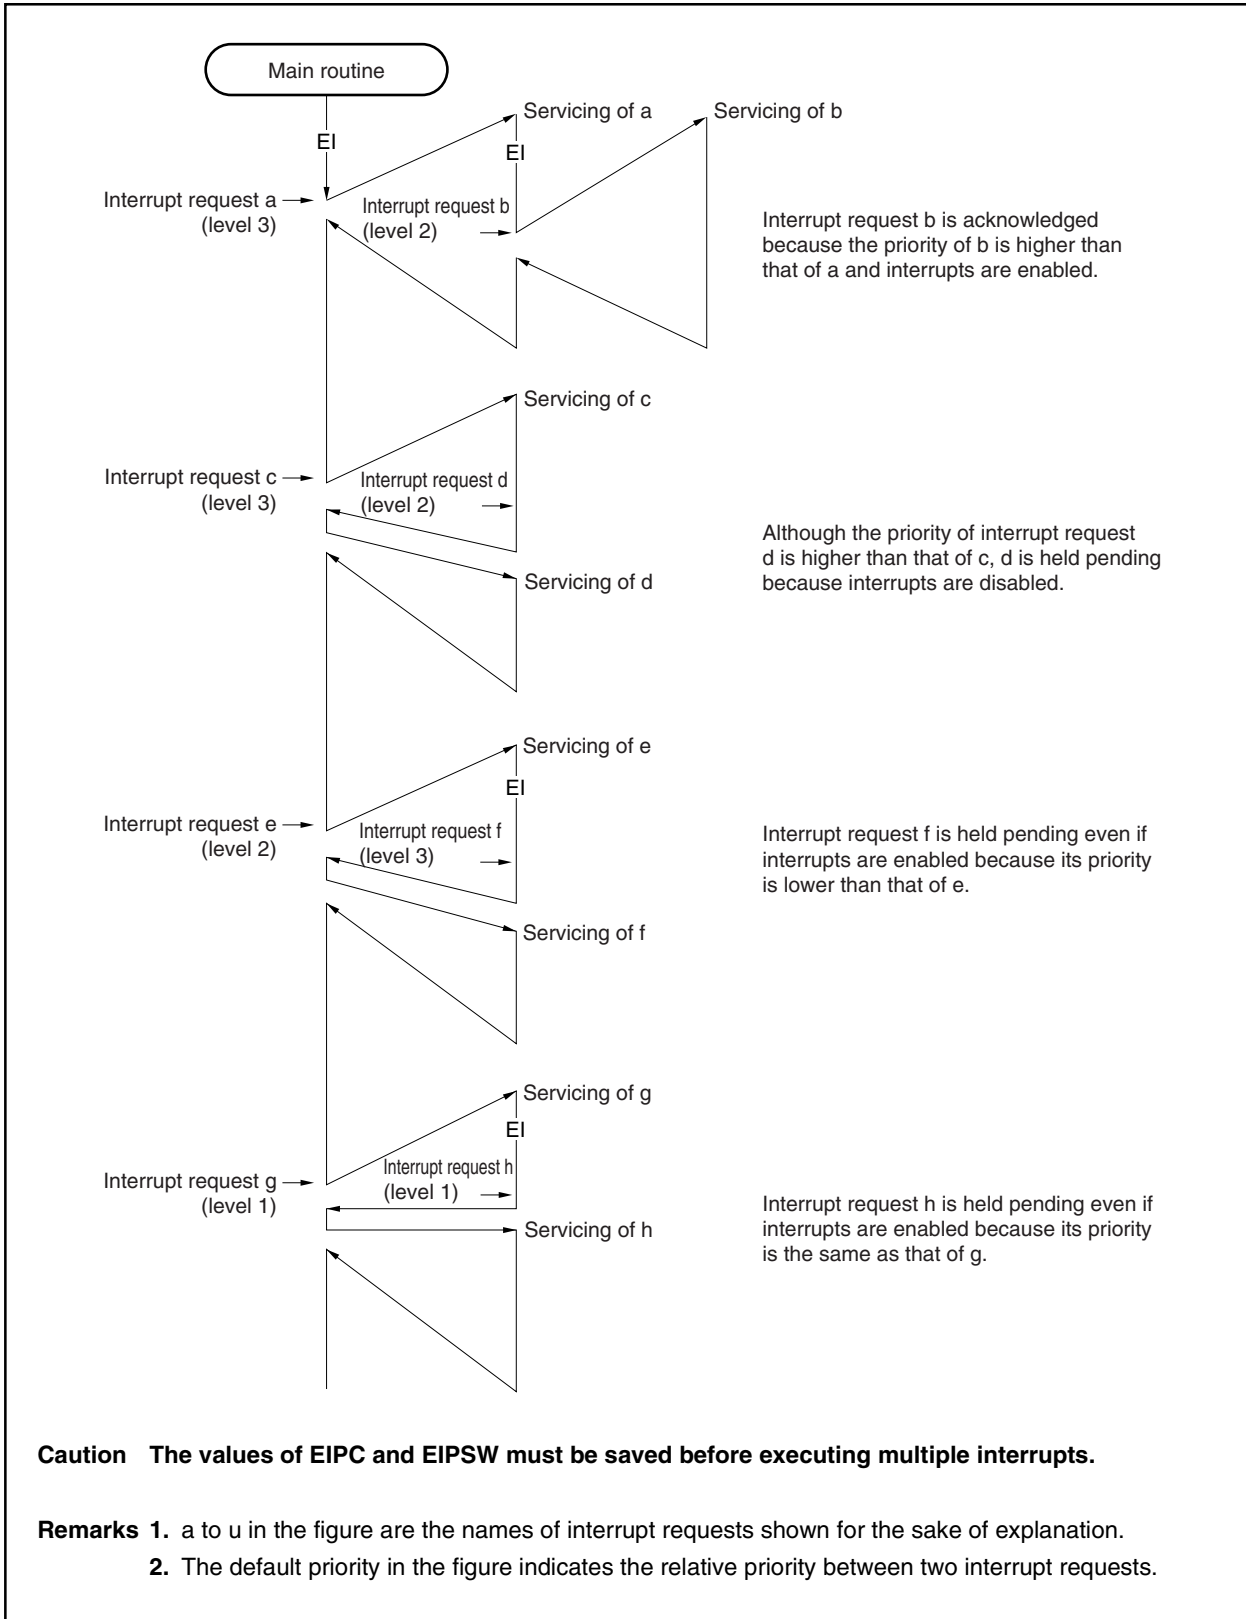 Main routine
EI
Servicing of a
EI
Servicing of b
Interrupt request a
(level 3)
Interrupt request b
(level 2)
Interrupt request b is acknowledged
because the priority of b is higher than
that of a and interrupts are enabled.
Servicing of c
Interrupt request c
(level 3)
Interrupt request d
(level 2)
Although the priority of interrupt request
d is higher than that of c, d is held pending
because interrupts are disabled.
Servicing of d
Servicing of e
EI
Interrupt request e
(level 2)
Interrupt request f
(level 3)
Interrupt request f is held pending even if
interrupts are enabled because its priority
is lower than that of e.
Servicing of f
Servicing of g
EI
Interrupt request g
(level 1)
Interrupt request h
(level 1)
Interrupt request h is held pending even if
interrupts are enabled because its priority
is the same as that of g.
Servicing of h
Caution The values of EIPC and EIPSW must be saved before executing multiple interrupts.
Remarks 1. a to u in the figure are the names of interrupt requests shown for the sake of explanation.
2. The default priority in the figure indicates the relative priority between two interrupt requests.